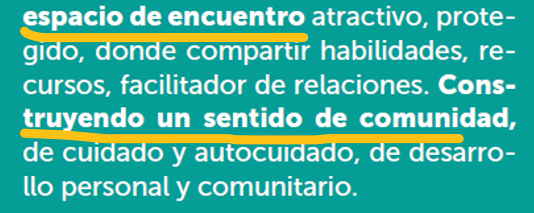 espacio de encuentro atractivo, prote-
gido, donde compartir habilidades, re-
cursos, facilitador de relaciones. Cons-
truyendo un sentido de comunidad,
de cuidado y autocuidado, de desarro-
llo personal y comunitario.